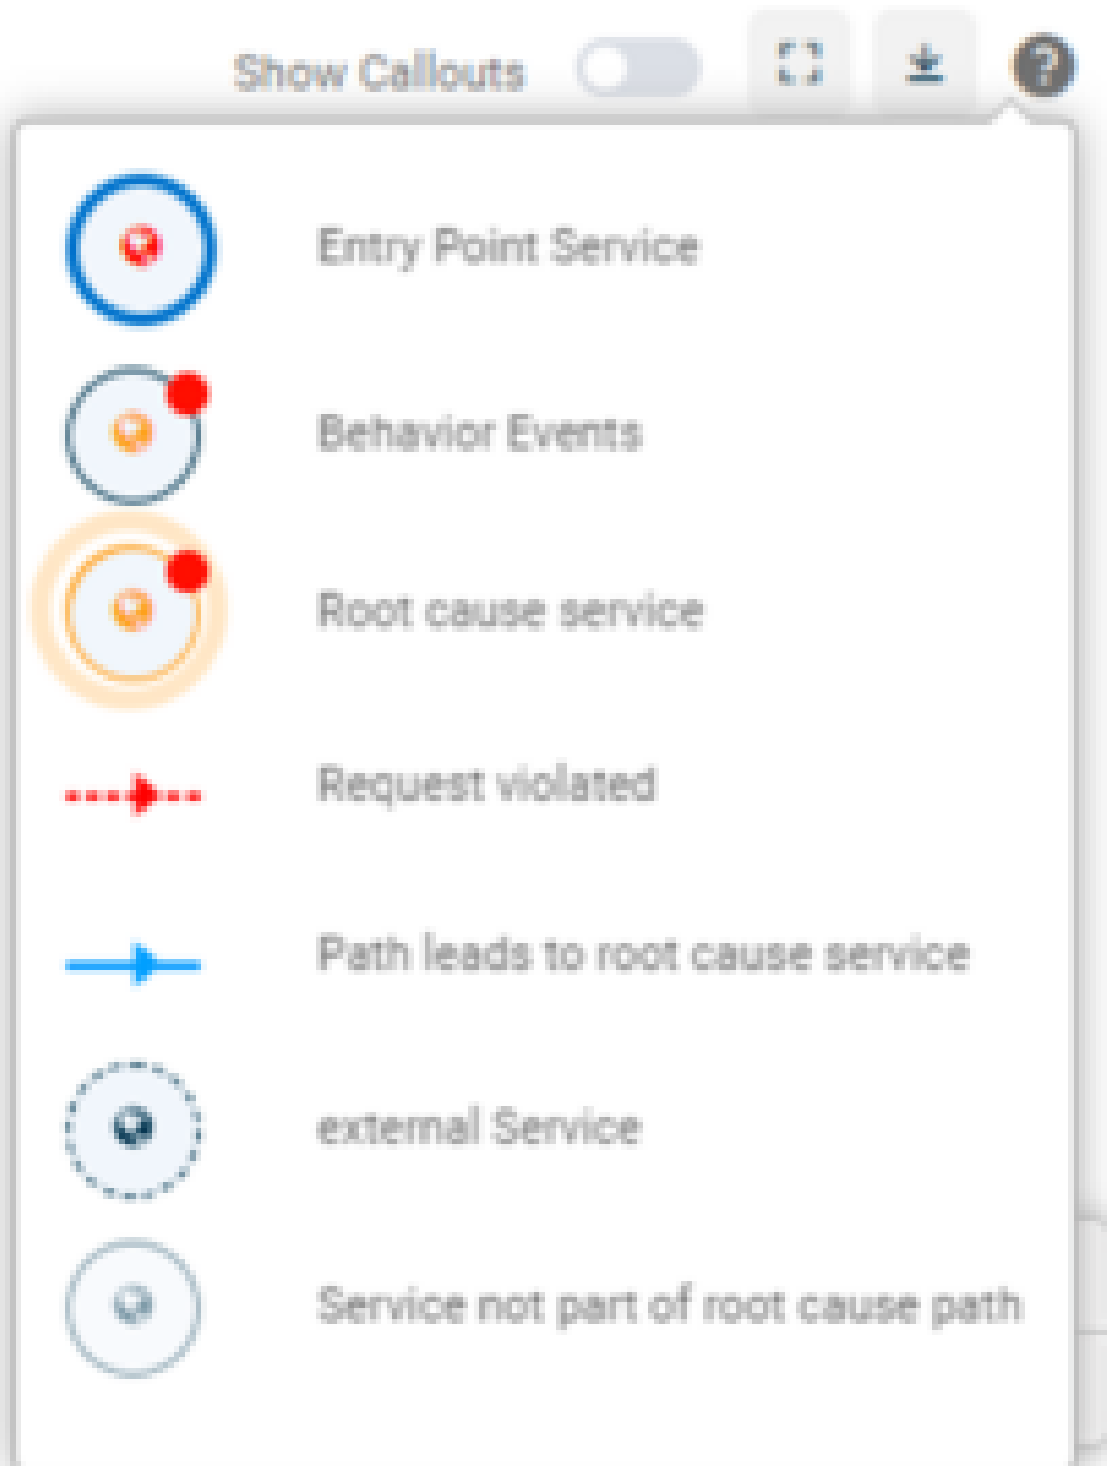 Show Callouts
?
Entry Point Service
Behavior Events
Root cause service
Request violated
Path leads to root cause service
external Service
Service not part of root cause path